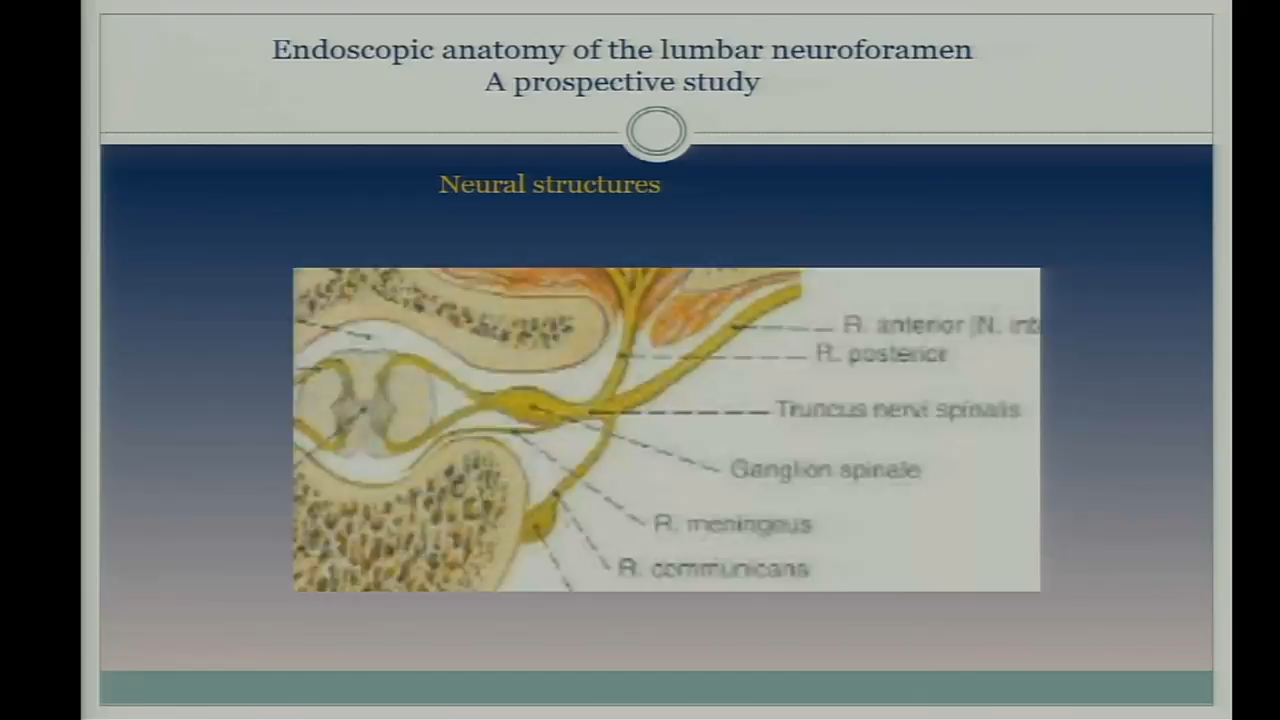 Endoscopic anatomy of the lumbar neuroforamen
A prospective study
Neural structures
R. anterior (N. int
R. posterior
Truncus nervi spinalis
Ganglion spinale
R. meningeus
R. communicans